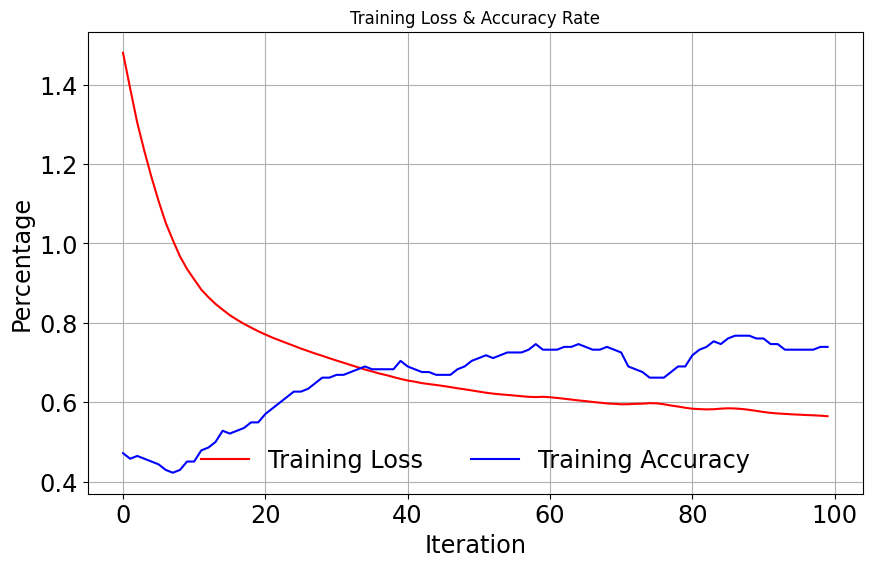 Training Loss & Accuracy Rate
Percentage
1.4
1.2
1.0
0.8
0.6
0.4
Training Loss
Training Accuracy
0
20
40
60
80
100
Iteration